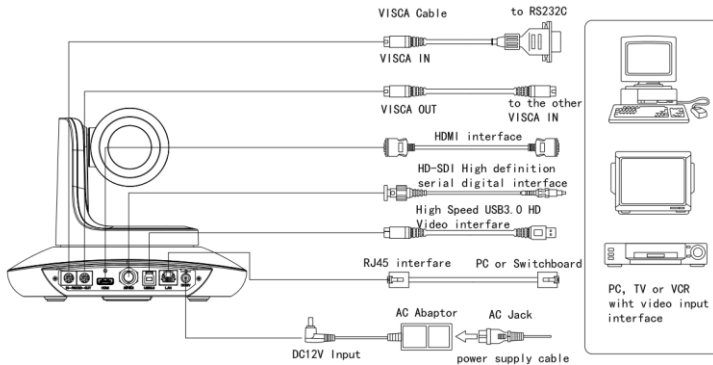 VISCA Cable
to RS232C
VISCA IN
VISCA OUT
to the other
VISCA IN
HDMI interface
HD-SDI High definition
serial digital interface
High Speed USB3.0 HD
Video interfare
RJ45 interfare
PC or Switchboard
AC Abaptor
AC Jack
DC12V Input
power supply cable
PC, TV or VCR
wiht video input
interface